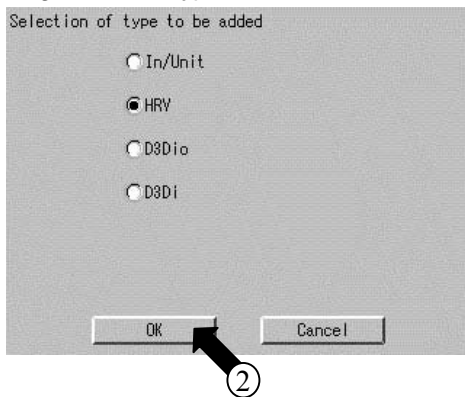 Selection of type to be added
In/Unit
HRV
D3Dio
D3Di
OK Cancel
2